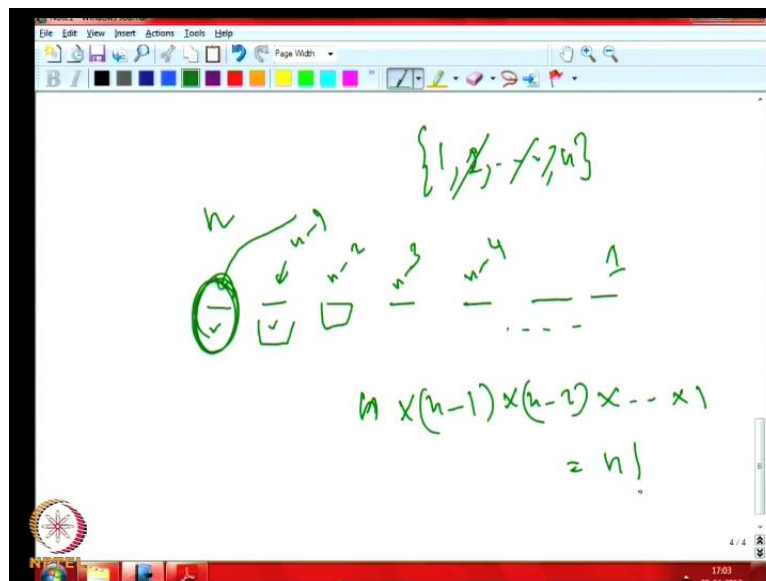 File Edit View Insert Actions Tools Help
Page Width
B I
{1, 2, - - -, n}
n n-1 n-2 n-3 n-4 1
n × (n-1) × (n-2) × -- × 1
= n!
4 / 4
NPTEL
17:03